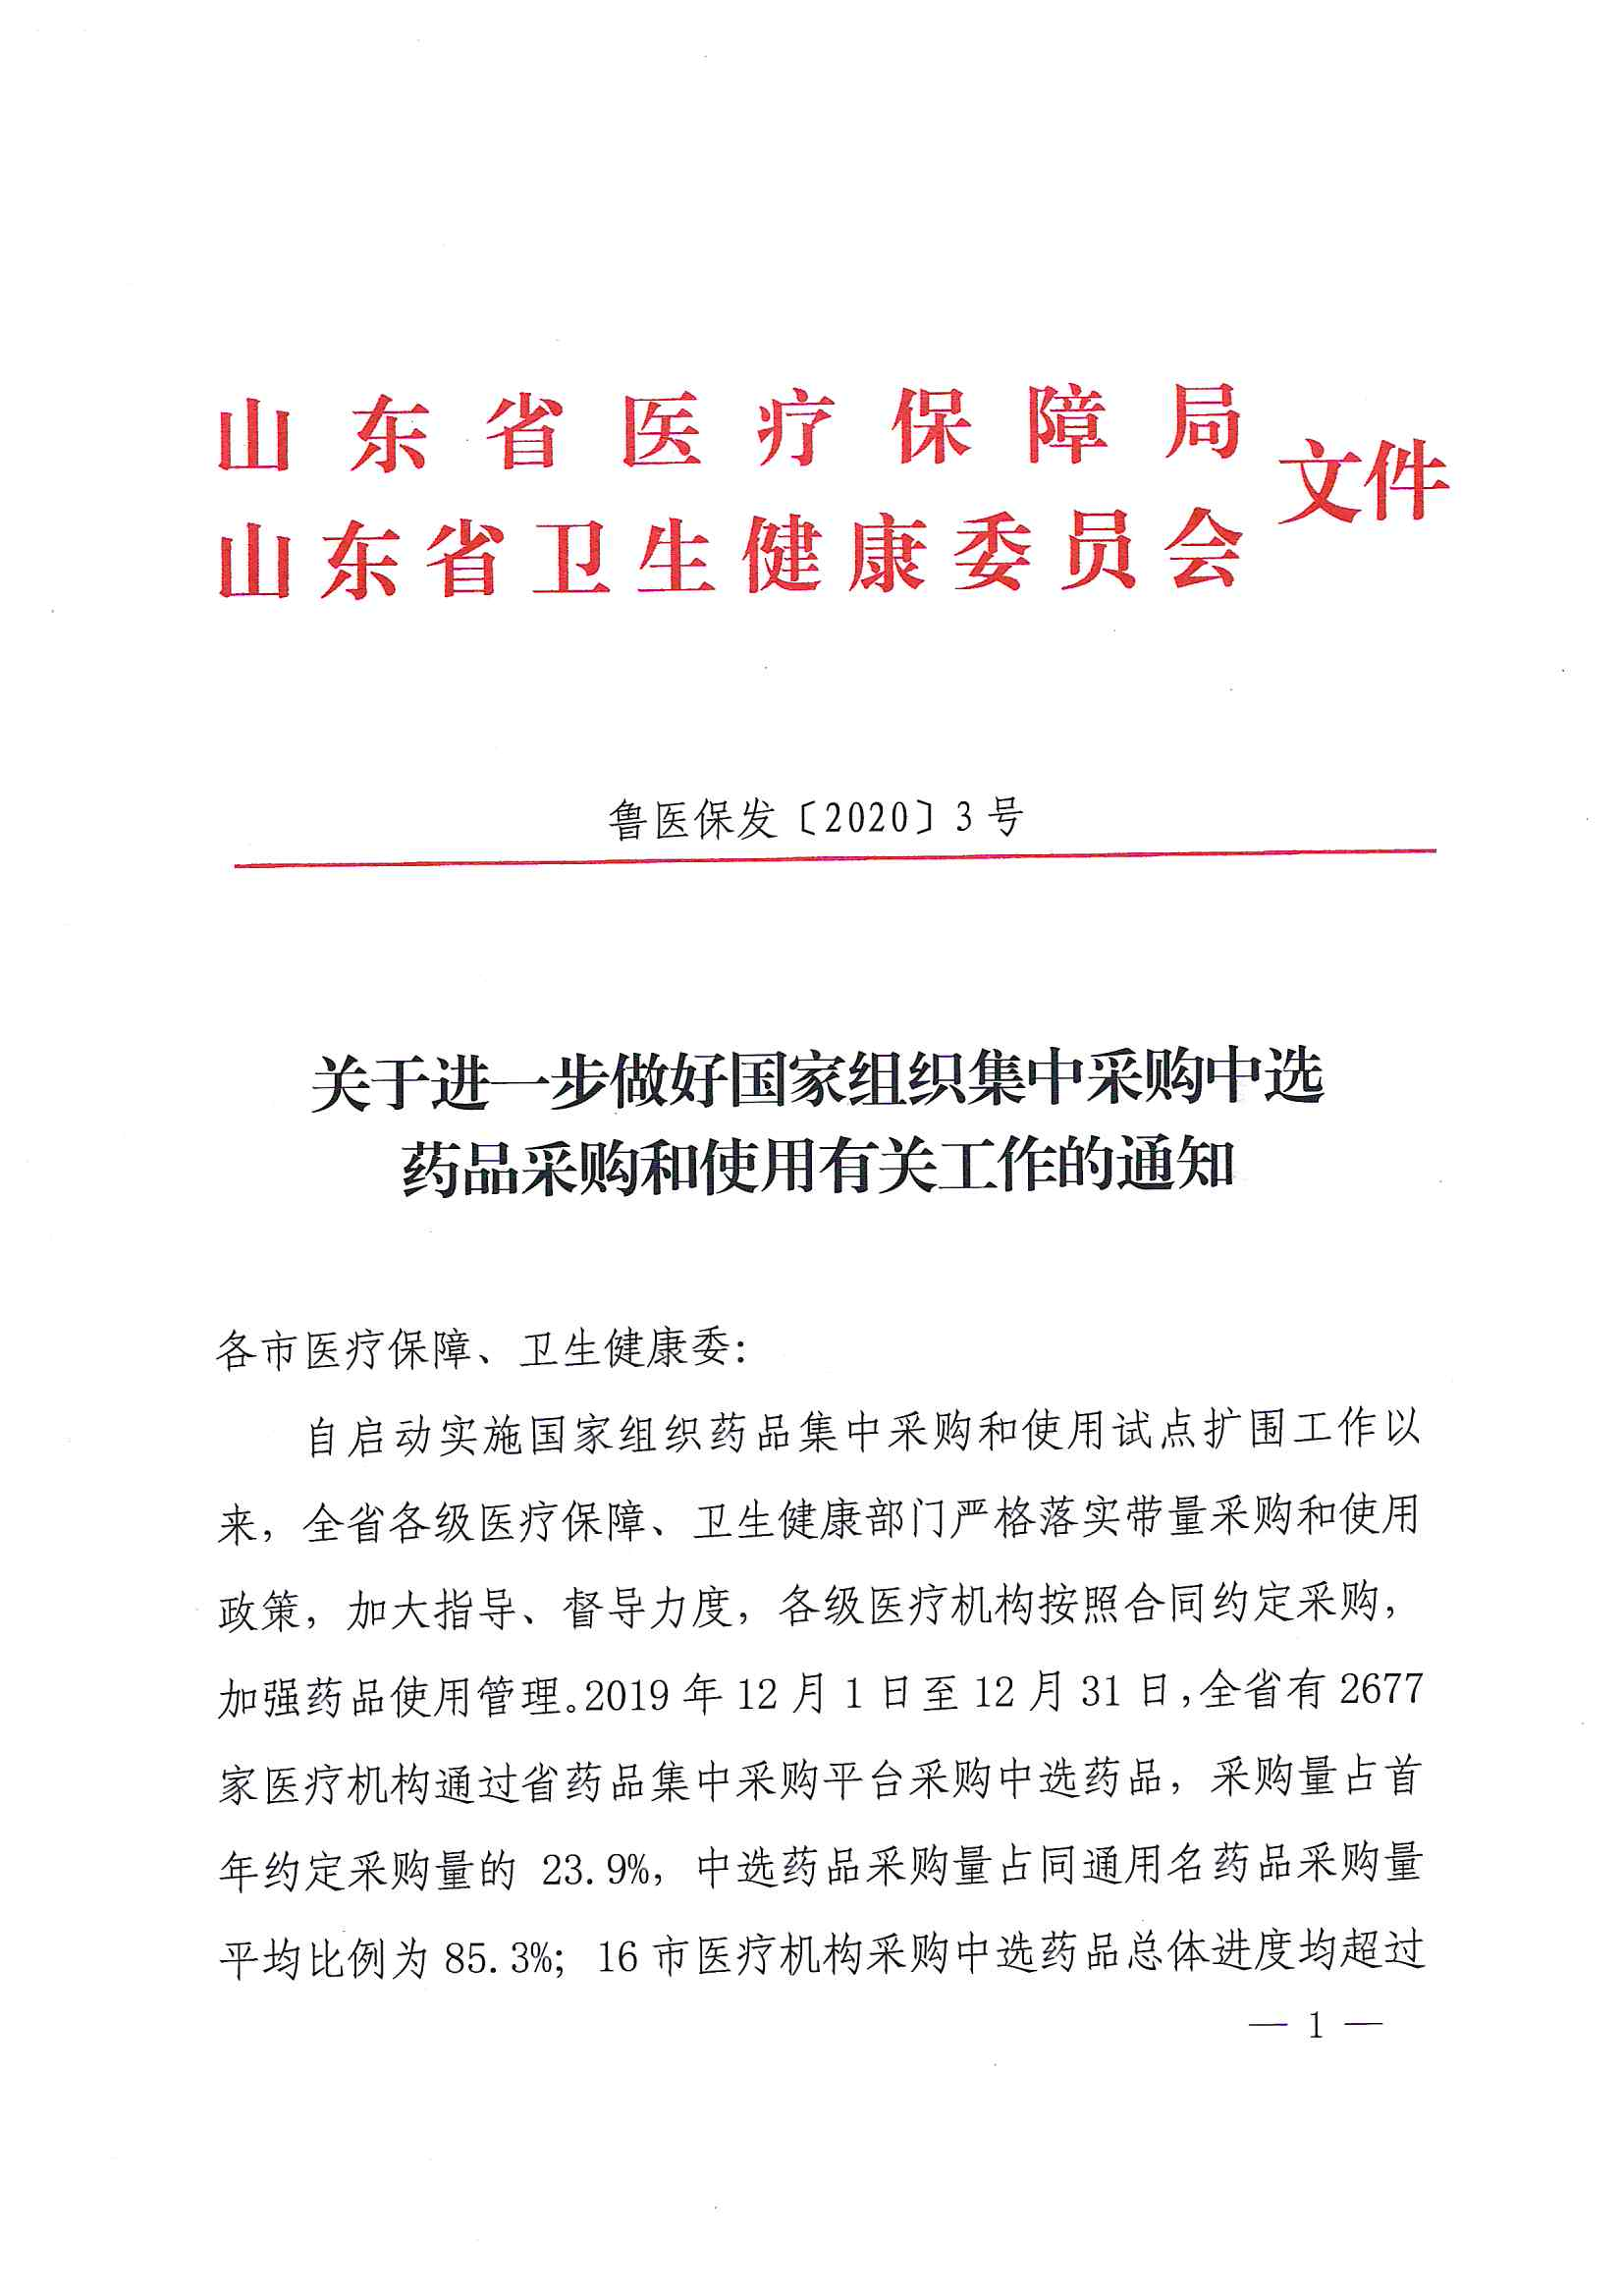 山东省医疗保障局
文件
山东省卫生健康委员会
鲁医保发〔2020〕3号
关于进一步做好国家组织集中采购中选
药品采购和使用有关工作的通知
各市医疗保障、卫生健康委：
自启动实施国家组织药品集中采购和使用试点扩围工作以
来，全省各级医疗保障、卫生健康部门严格落实带量采购和使用
政策，加大指导、督导力度，各级医疗机构按照合同约定采购，
加强药品使用管理。2019年12月1日至12月31日，全省有2677
家医疗机构通过省药品集中采购平台采购中选药品，采购量占首
年约定采购量的 23.9%，中选药品采购量占同通用名药品采购量
平均比例为85.3%；16市医疗机构采购中选药品总体进度均超过
— 1 —